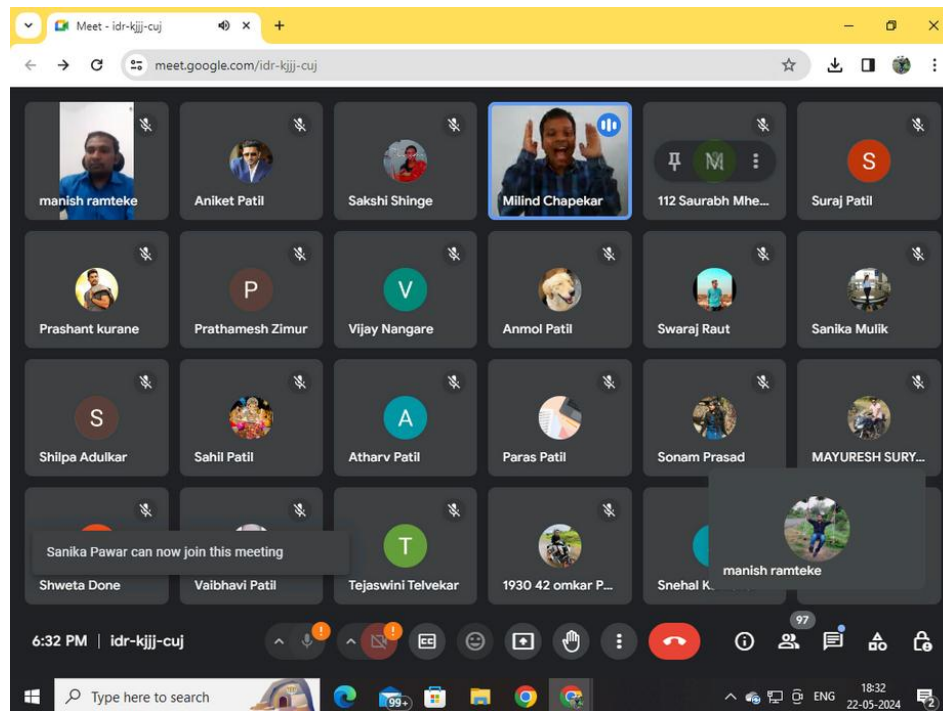 Meet - idr-kjjj-cuj
meet.google.com/idr-kjjj-cuj
manish ramteke
Aniket Patil
Sakshi Shinge
Milind Chapekar
112 Saurabh Mhe...
Suraj Patil
S
Prashant kurane
Prathamesh Zimur
P
Vijay Nangare
V
Anmol Patil
Swaraj Raut
Sanika Mulik
Shilpa Adulkar
S
Sahil Patil
Atharv Patil
A
Paras Patil
Sonam Prasad
MAYURESH SURY...
Sanika Pawar can now join this meeting
Shweta Done
Vaibhavi Patil
Tejaswini Telvekar
T
1930 42 omkar P...
Snehal
manish ramteke
6:32 PM | idr-kjjj-cuj
CC
97
Type here to search
99+
ENG
18:32
22-05-2024
2